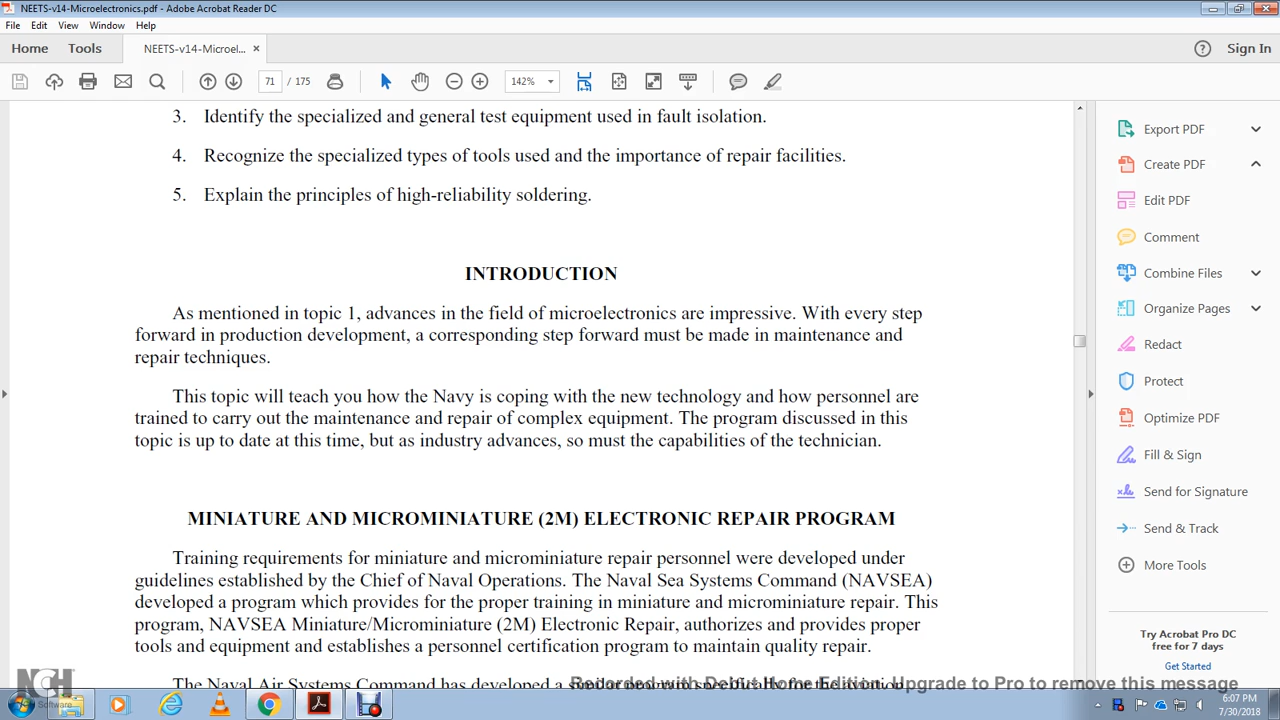 NEETS-v14-Microelectronics.pdf - Adobe Acrobat Reader DC
File Edit View Window Help
Home Tools NEETS-v14-Microel... × Sign In
71 / 175 142%
3. Identify the specialized and general test equipment used in fault isolation.
4. Recognize the specialized types of tools used and the importance of repair facilities.
5. Explain the principles of high-reliability soldering.
INTRODUCTION
As mentioned in topic 1, advances in the field of microelectronics are impressive. With every step
forward in production development, a corresponding step forward must be made in maintenance and
repair techniques.
This topic will teach you how the Navy is coping with the new technology and how personnel are
trained to carry out the maintenance and repair of complex equipment. The program discussed in this
topic is up to date at this time, but as industry advances, so must the capabilities of the technician.
MINIATURE AND MICROMINIATURE (2M) ELECTRONIC REPAIR PROGRAM
Training requirements for miniature and microminiature repair personnel were developed under
guidelines established by the Chief of Naval Operations. The Naval Sea Systems Command (NAVSEA)
developed a program which provides for the proper training in miniature and microminiature repair. This
program, NAVSEA Miniature/Microminiature (2M) Electronic Repair, authorizes and provides proper
tools and equipment and establishes a personnel certification program to maintain quality repair.
The Naval Air Systems Command has developed a similar program specifically for the aviation
Export PDF
Create PDF
Edit PDF
Comment
Combine Files
Organize Pages
Redact
Protect
Optimize PDF
Fill & Sign
Send for Signature
Send & Track
More Tools
Try Acrobat Pro DC
free for 7 days
Get Started
NCH
Software
Recorded with Debut Home Edition. Upgrade to Pro to remove this message
6:07 PM
7/30/2018